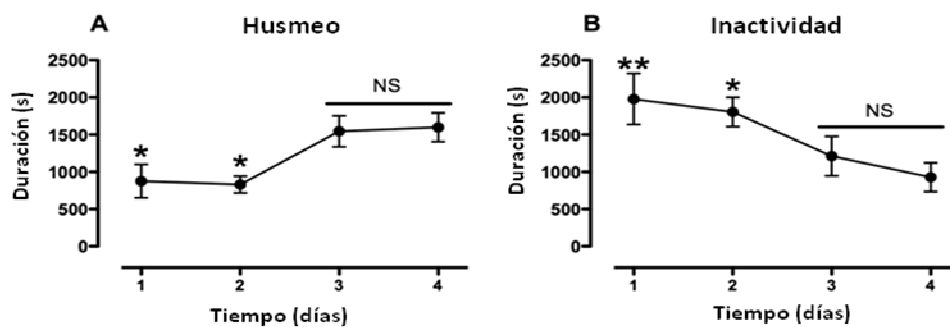 A
Husmeo
Duración (s)
2500
2000
1500
1000
500
0
*
*
NS
1 2 3 4
Tiempo (días)
B
Inactividad
Duración (s)
2500
2000
1500
1000
500
0
**
*
NS
1 2 3 4
Tiempo (días)